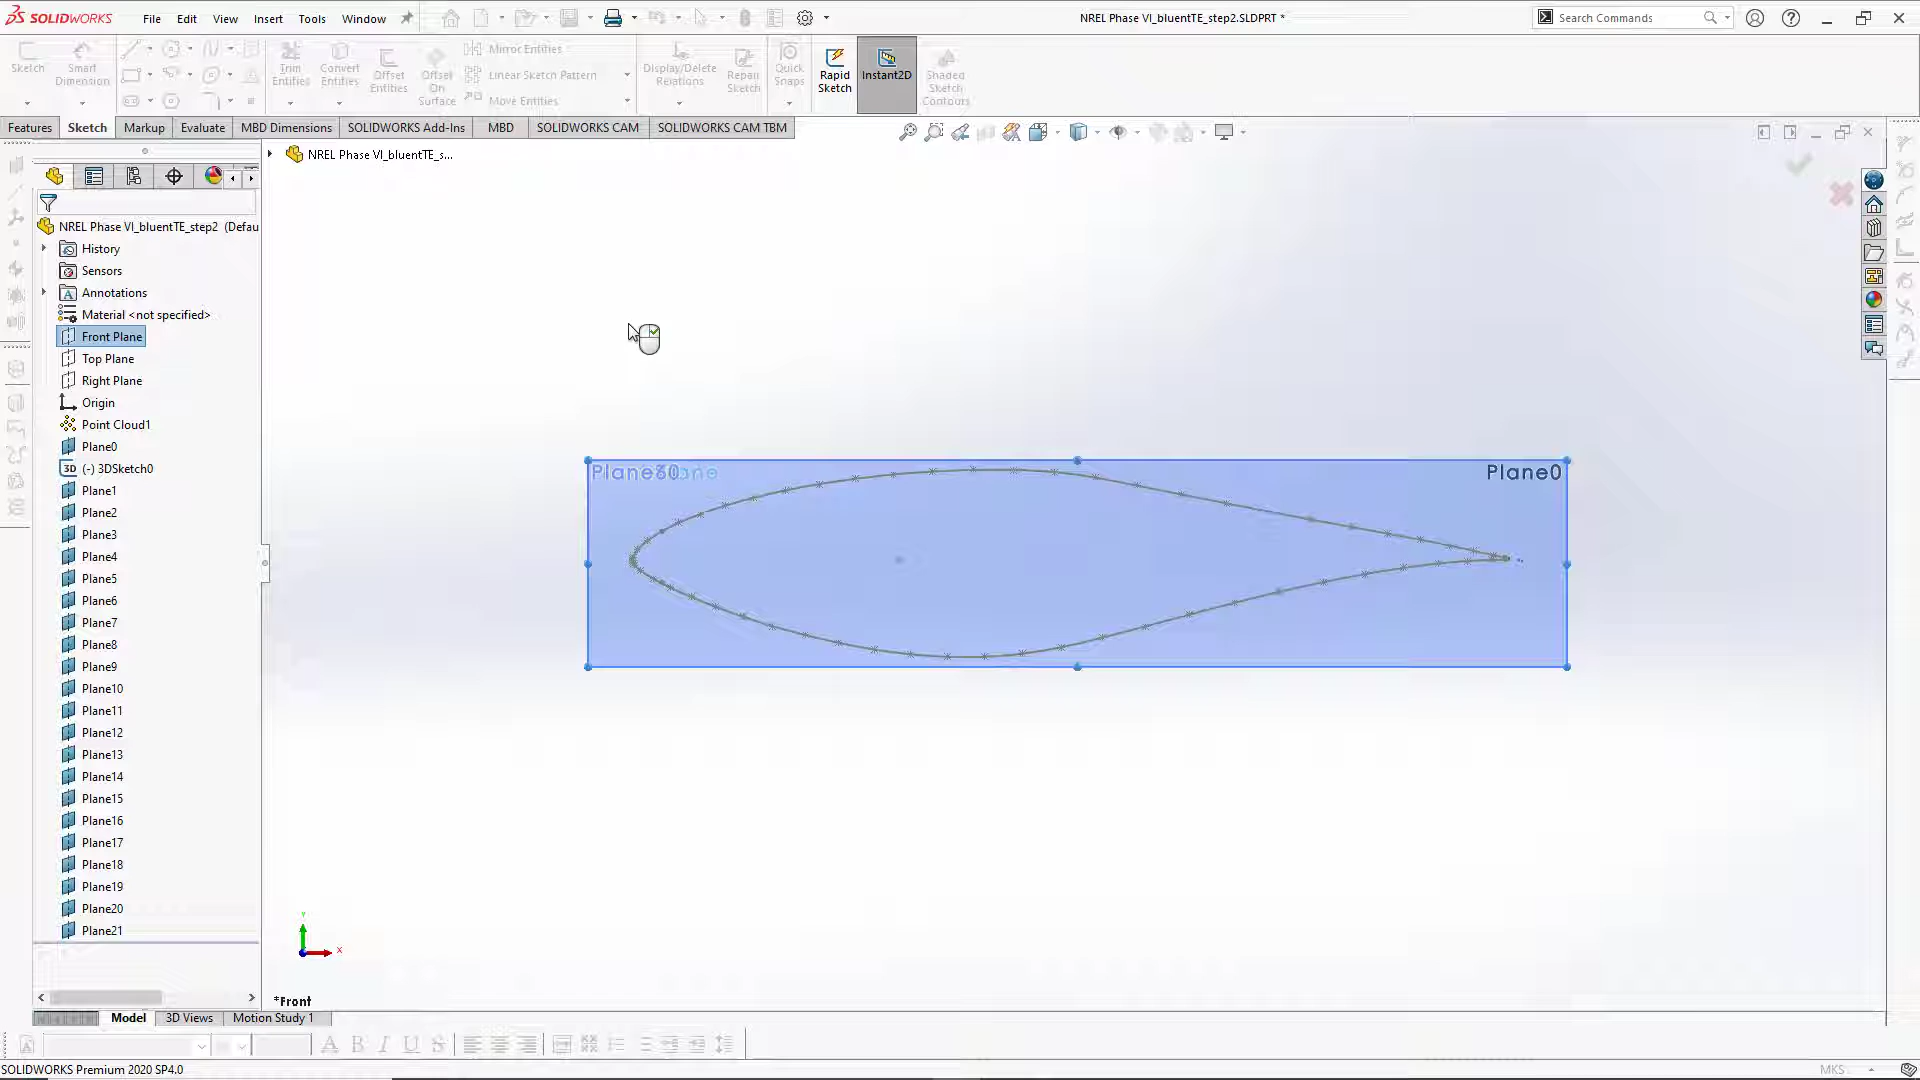 SOLIDWORKS File Edit View Insert Tools Window NREL Phase VI_bluentTE_step2.SLDPRT * Search Commands
Sketch Smart Dimension Trim Entities Convert Entities Offset Entities Offset On Surface Mirror Entities Linear Sketch Pattern Move Entities Display/Delete Relations Repair Sketch Quick Snaps Rapid Sketch Instant2D Shaded Sketch Contours
Features Sketch Markup Evaluate MBD Dimensions SOLIDWORKS Add-Ins MBD SOLIDWORKS CAM SOLIDWORKS CAM TBM
NREL Phase VI_bluentTE_s...
NREL Phase VI_bluentTE_step2 (Defau
History
Sensors
Annotations
Material <not specified>
Front Plane
Top Plane
Right Plane
Origin
Point Cloud1
Plane0
(-) 3DSketch0
Plane1
Plane2
Plane3
Plane4
Plane5
Plane6
Plane7
Plane8
Plane9
Plane10
Plane11
Plane12
Plane13
Plane14
Plane15
Plane16
Plane17
Plane18
Plane19
Plane20
Plane21
Plane0
Y
X
*Front
Model 3D Views Motion Study 1
SOLIDWORKS Premium 2020 SP4.0
MKS